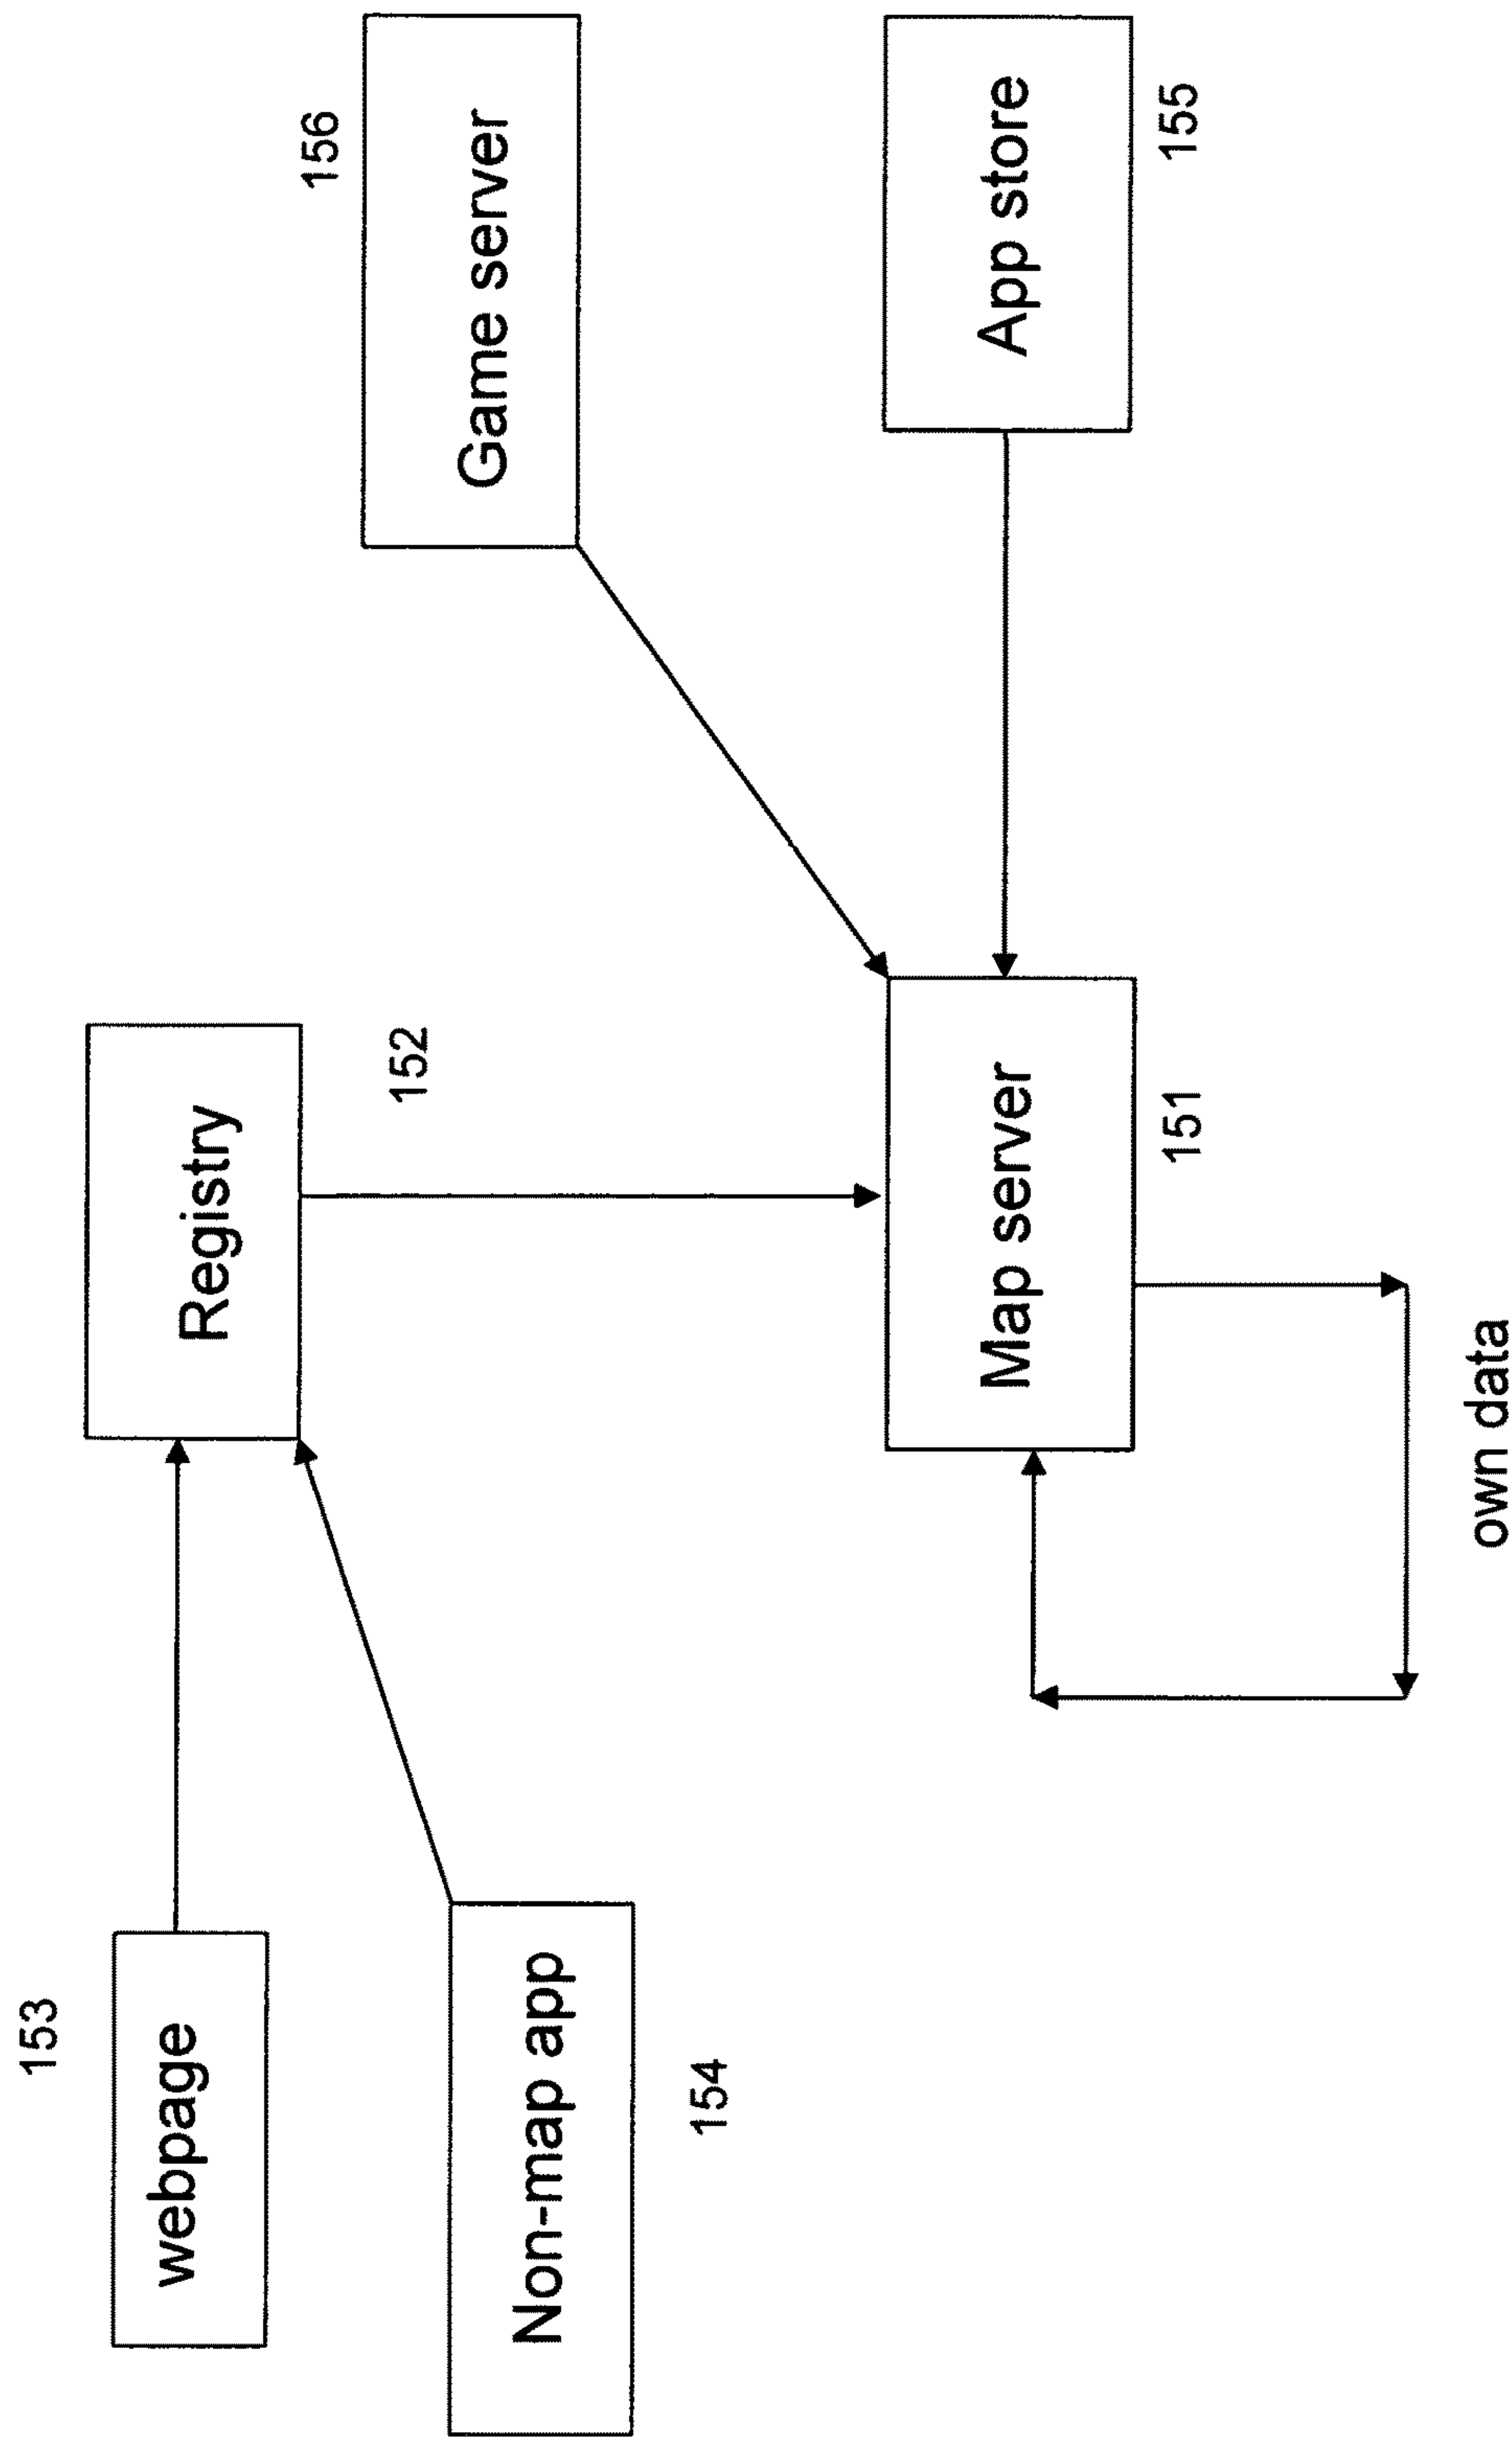 153
webpage
Registry
152
156
Game server
Non-map app
154
Map server
151
App store
155
own data